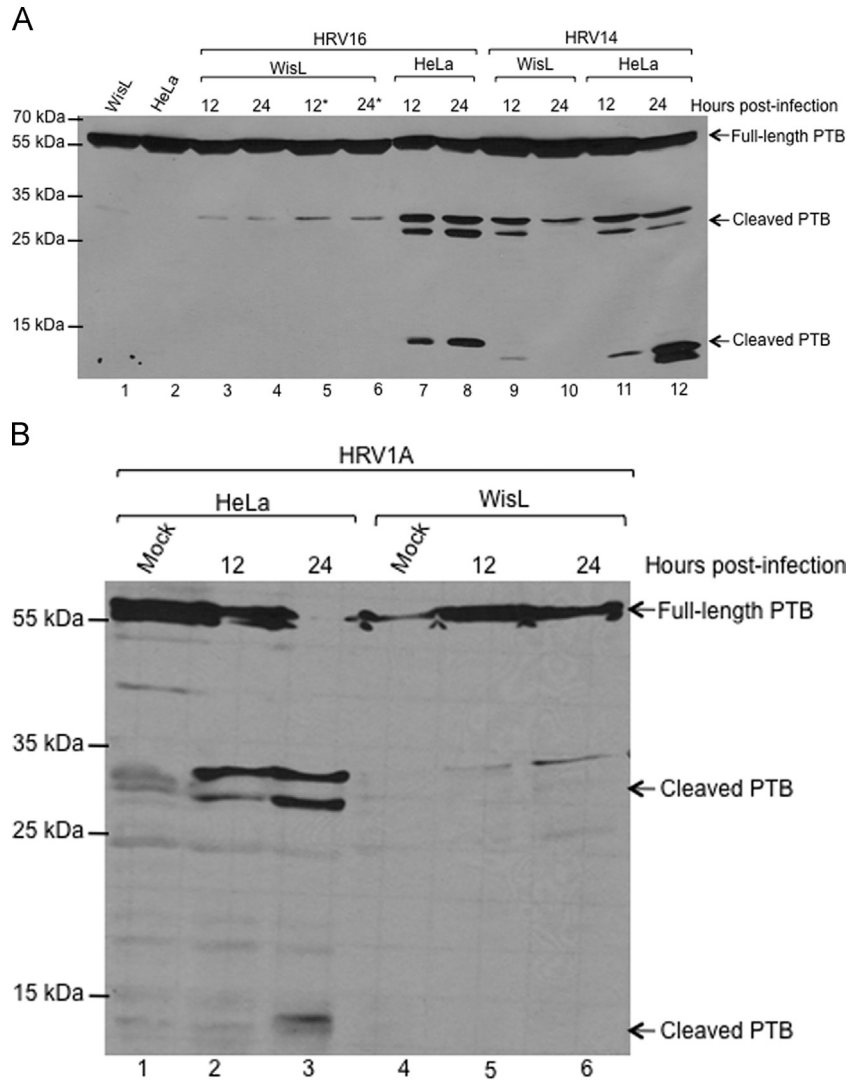 A
HRV16 HRV14
WisL HeLa WisL HeLa
WisL HeLa 12 24 12* 24* 12 24 12 24 12 24 Hours post-infection
70 kDa
Full-length PTB
55 kDa
35 kDa
Cleaved PTB
25 kDa
15 kDa
Cleaved PTB
1 2 3 4 5 6 7 8 9 10 11 12
B
HRV1A
HeLa WisL
Mock 12 24 Mock 12 24 Hours post-infection
55 kDa Full-length PTB
35 kDa
Cleaved PTB
25 kDa
15 kDa
Cleaved PTB
1 2 3 4 5 6